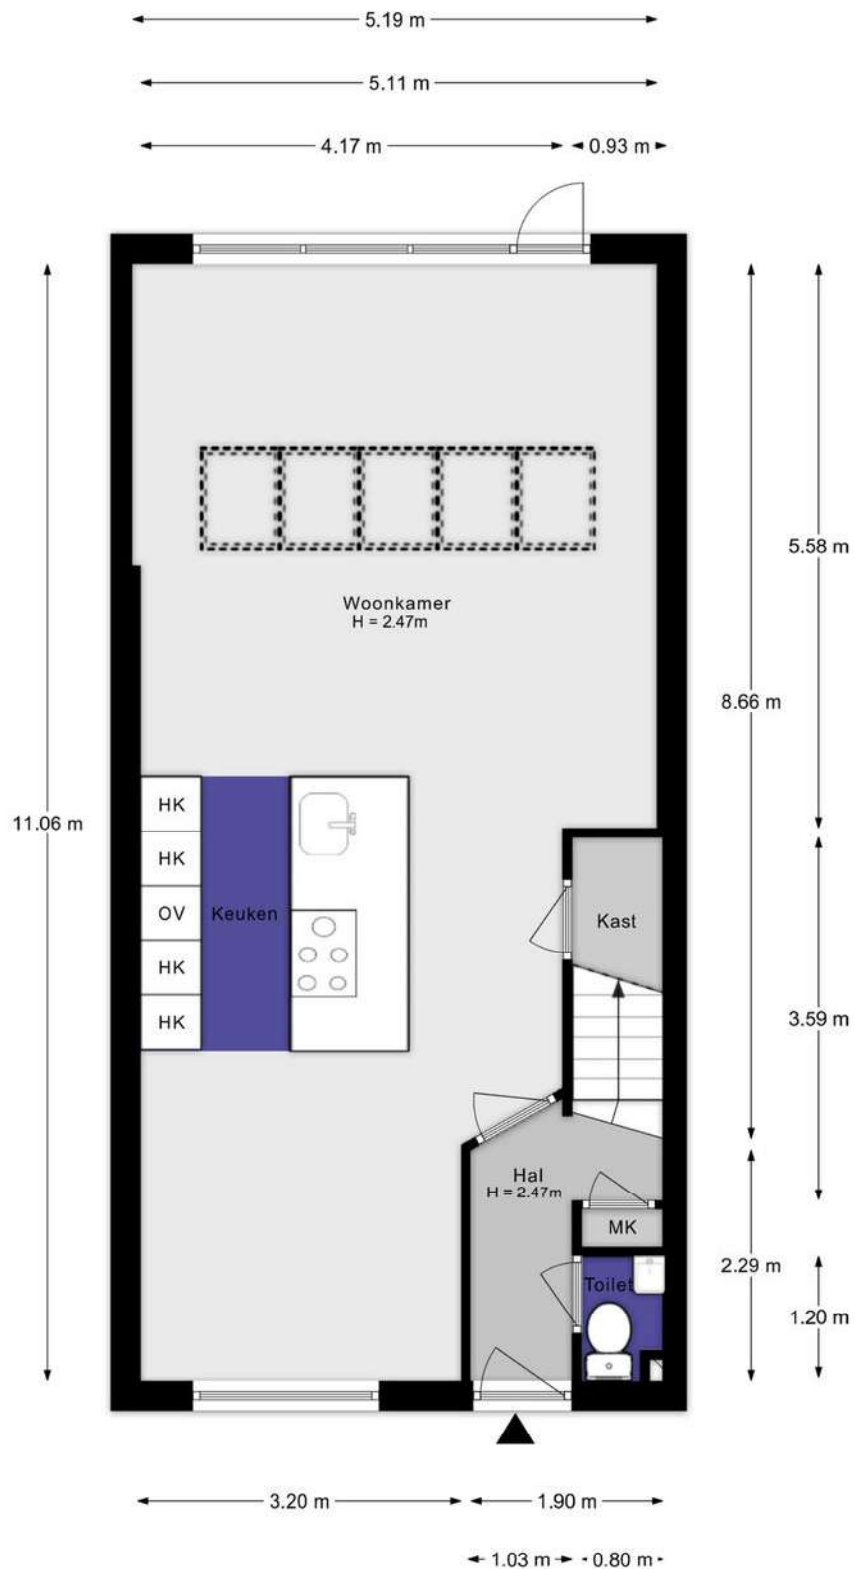 5.19 m
5.11 m
4.17 m
0.93 m
5.58 m
Woonkamer
H = 2.47m
8.66 m
HK
11.06 m
HK
OV
Keuken
Kast
HK
HK
3.59 m
Hal
H = 2.47m
MK
2.29 m
Toilet
1.20 m
3.20 m
1.90 m
1.03 m
0.80 m